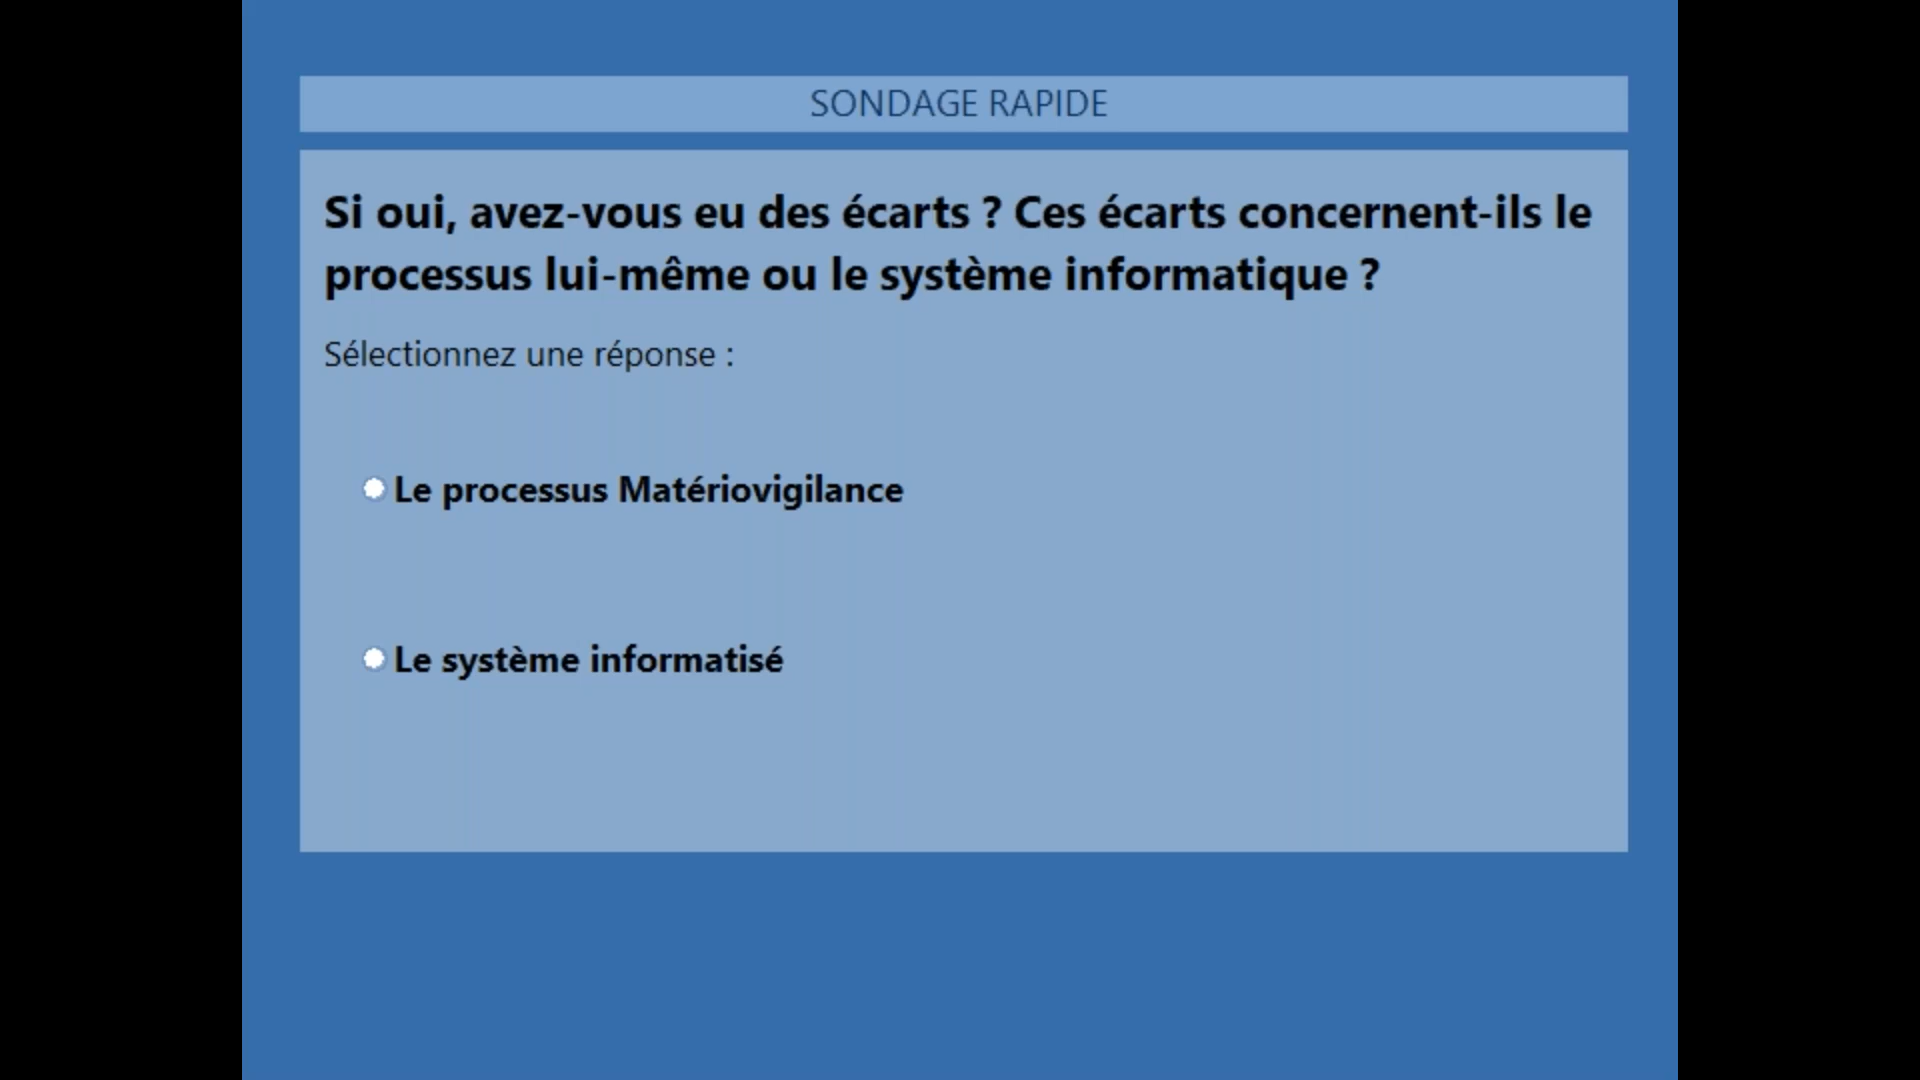 SONDAGE RAPIDE
Si oui, avez-vous eu des écarts ? Ces écarts concernent-ils le
processus lui-même ou le système informatique ?
Sélectionnez une réponse :
Le processus Matériovigilance
Le système informatisé